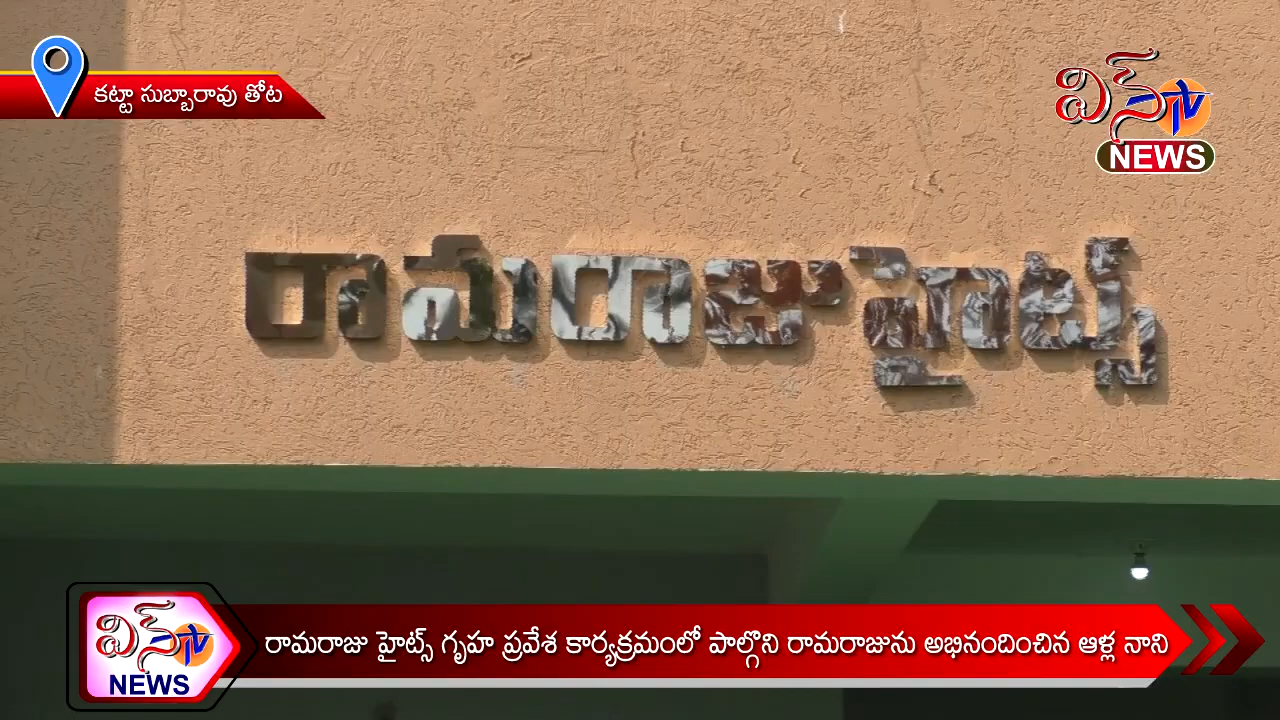 కట్టా సుబ్బారావు తోట
విన్ TV
NEWS
రామరాజు హైట్స్
విన్ TV
NEWS
రామరాజు హైట్స్ గృహ ప్రవేశ కార్యక్రమంలో పాల్గొని రామరాజును అభినందించిన ఆళ్ల నాని